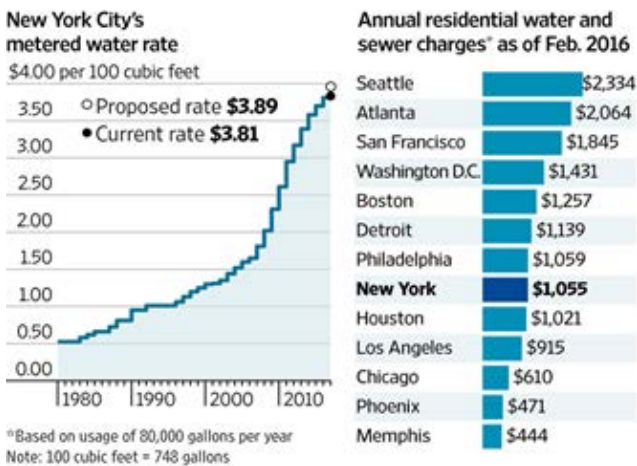 New York City's
metered water rate
$4.00 per 100 cubic feet
Proposed rate $3.89
3.50
Current rate $3.81
3.00
2.50
2.00
1.50
1.00
0.50
0.00
1980 1990 2000 2010
*Based on usage of 80,000 gallons per year
Note: 100 cubic feet = 748 gallons
Annual residential water and
sewer charges* as of Feb. 2016
Seattle $2,334
Atlanta $2,064
San Francisco $1,845
Washington D.C. $1,431
Boston $1,257
Detroit $1,139
Philadelphia $1,059
New York $1,055
Houston $1,021
Los Angeles $915
Chicago $610
Phoenix $471
Memphis $444